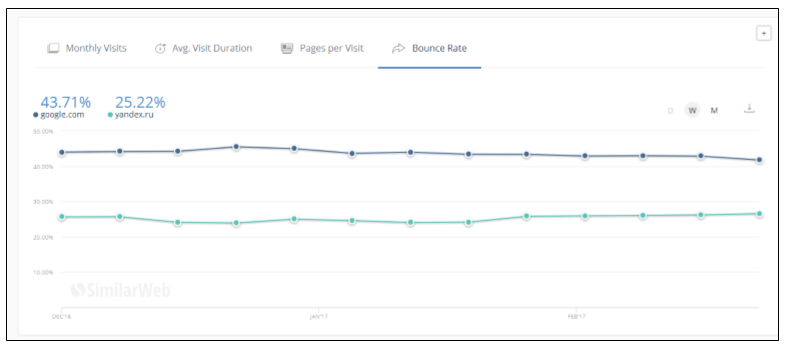 +
Monthly Visits Avg. Visit Duration Pages per Visit Bounce Rate
43.71% 25.22%
google.com yandex.ru
D W M
50.00%
40.00%
30.00%
20.00%
10.00%
SimilarWeb
DEC'16 JAN'17 FEB'17